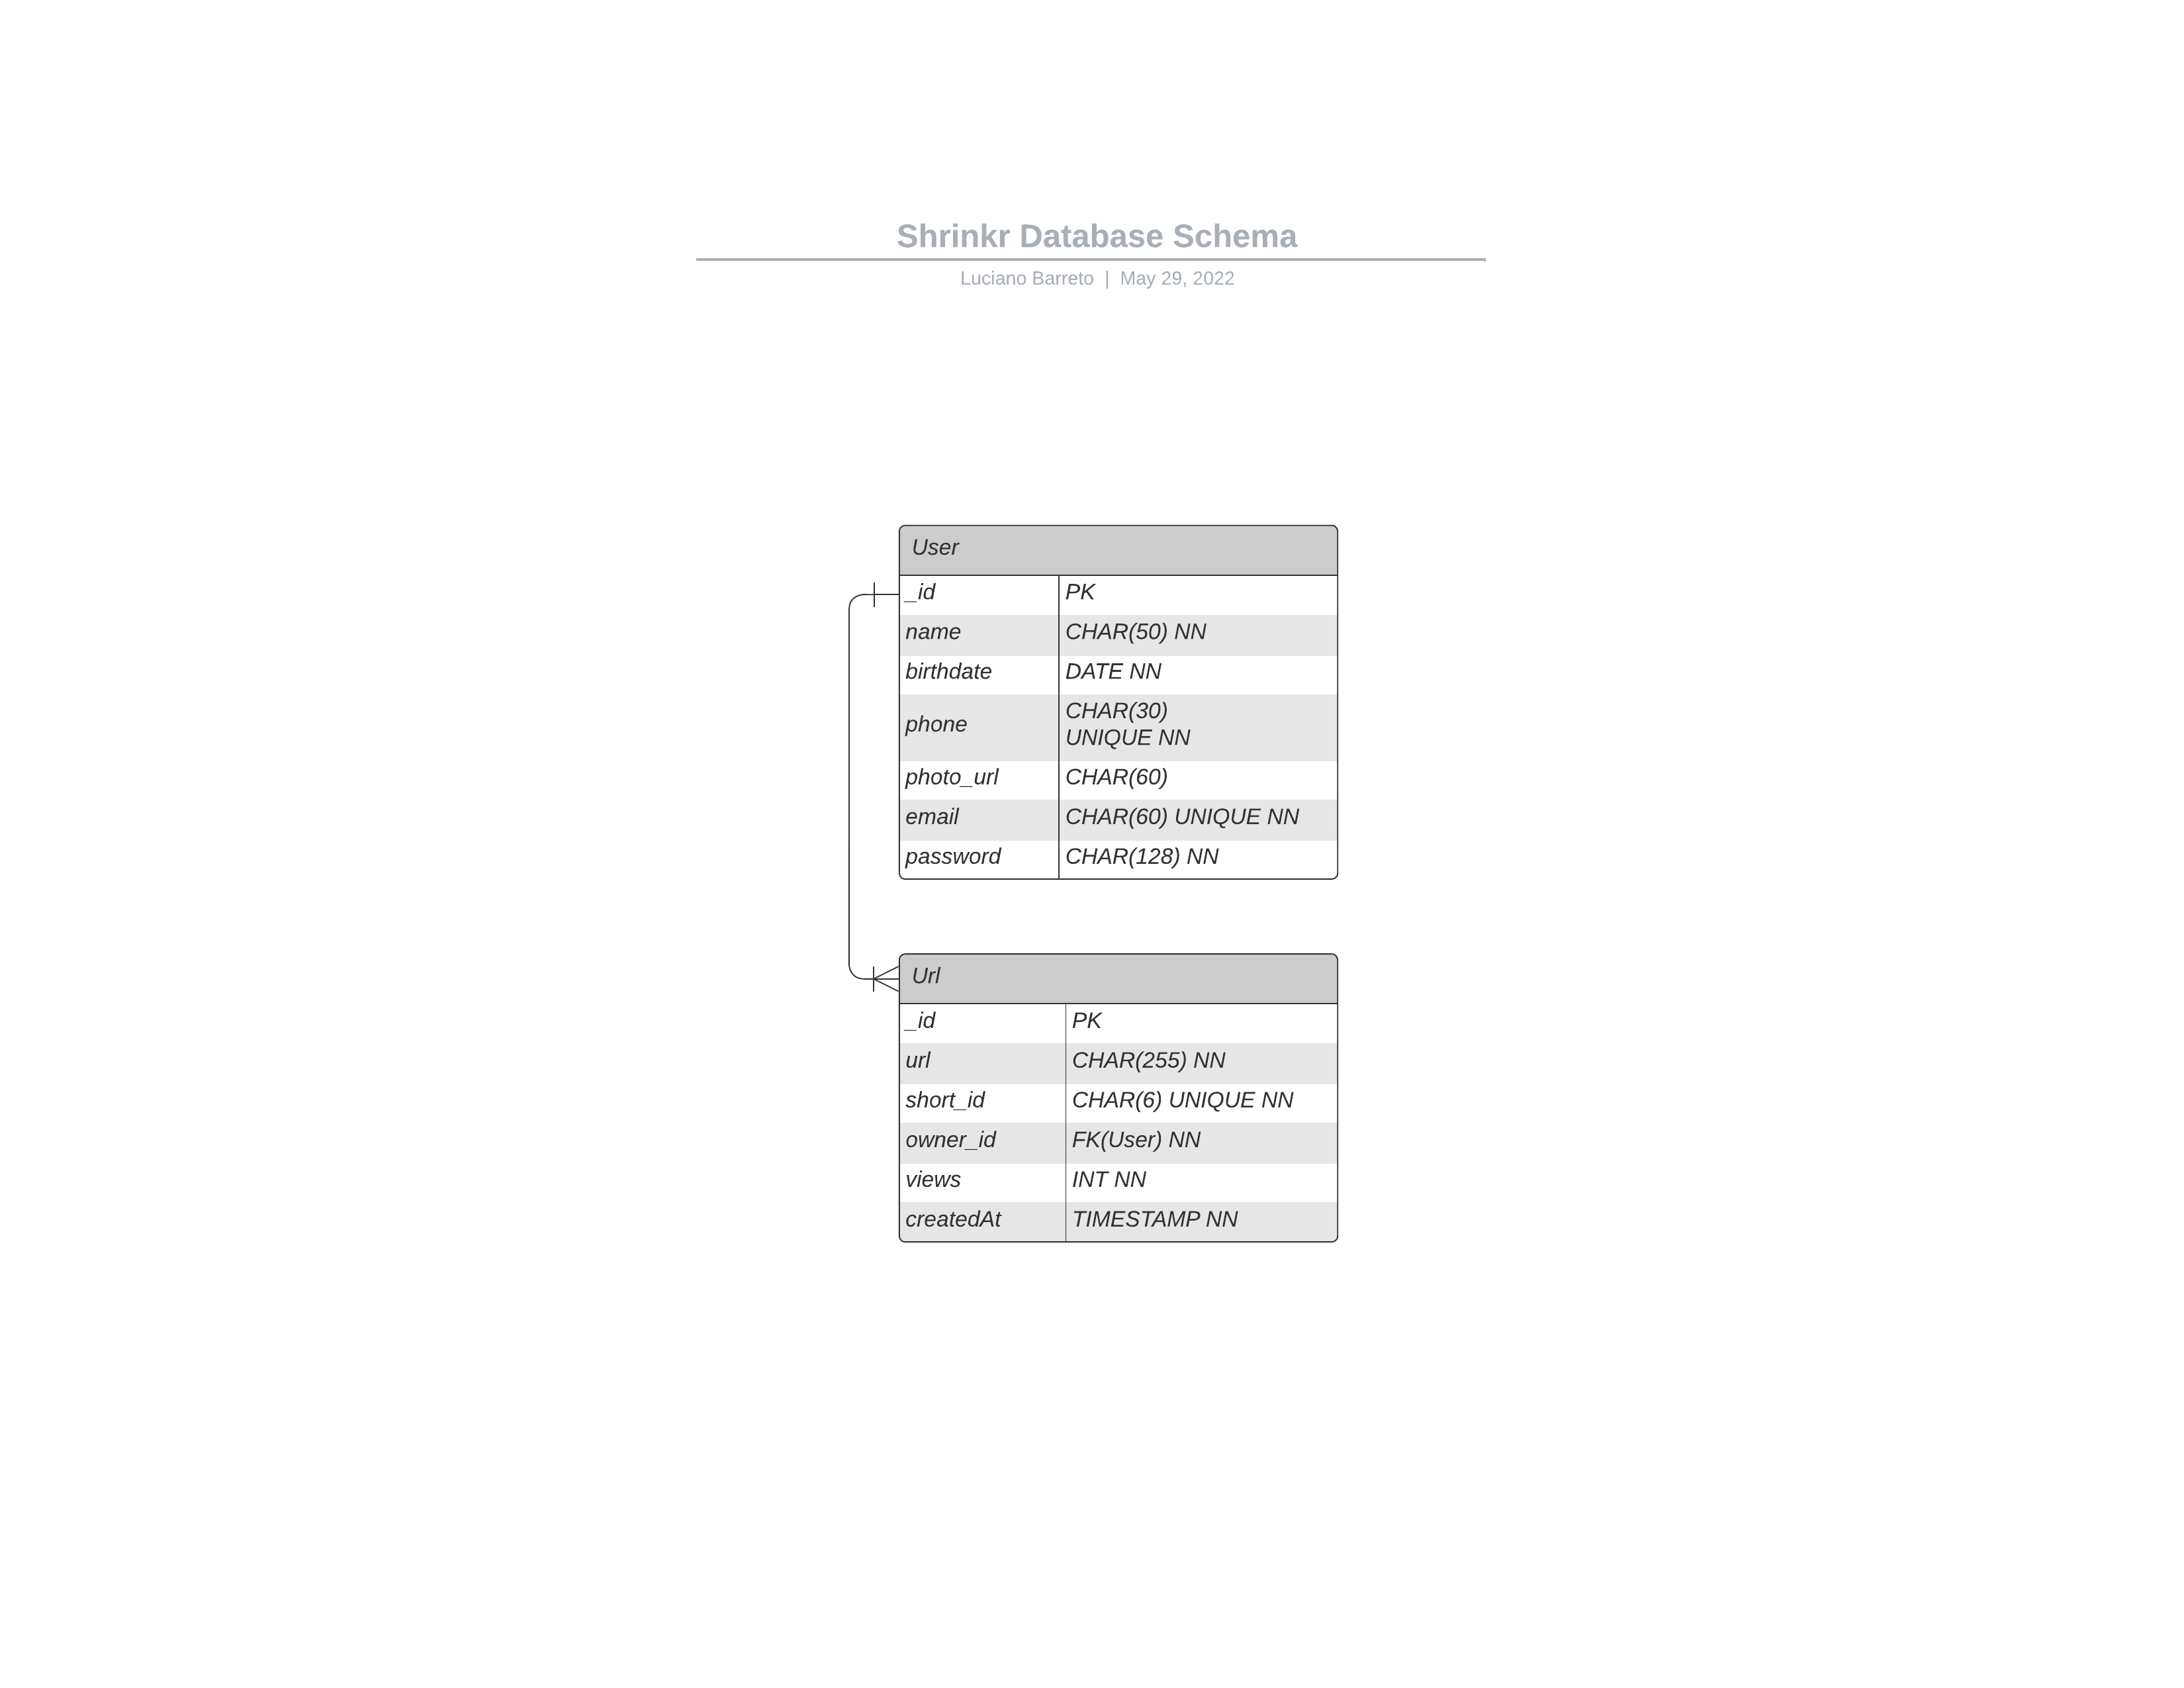 Shrinkr Database Schema
Luciano Barreto | May 29, 2022
User
_id PK
name CHAR(50) NN
birthdate DATE NN
phone CHAR(30)
UNIQUE NN
photo_url CHAR(60)
email CHAR(60) UNIQUE NN
password CHAR(128) NN
Url
_id PK
url CHAR(255) NN
short_id CHAR(6) UNIQUE NN
owner_id FK(User) NN
views INT NN
createdAt TIMESTAMP NN